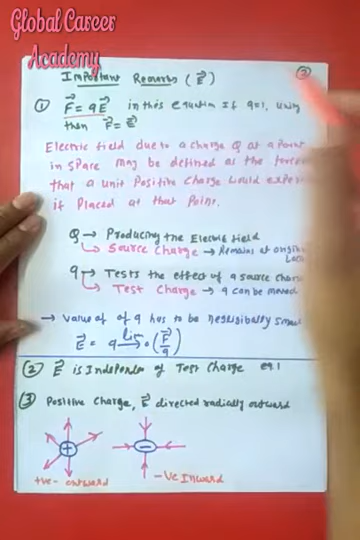 Global Career
Academy
Important Remarks (E⃗)
②
① F⃗ = qE⃗ in this equation if q=1, unity
then F⃗ = E⃗
Electric field due to a charge Q at a Point
in space may be defined as the force
that a unit Positive Charge would
if Placed at that Point.
Q → Producing the Electric field
↳ Source Charge → Remains at
q → Tests the effect of a source
↳ Test Charge → q can be moved
→ Value of of q has to be negligibly small
E⃗ = lim q→0 (F⃗/q)
② E⃗ is Independent of Test Charge
③ Positive Charge, E⃗ directed radially outward
+ −
+ve- outward -ve Inward